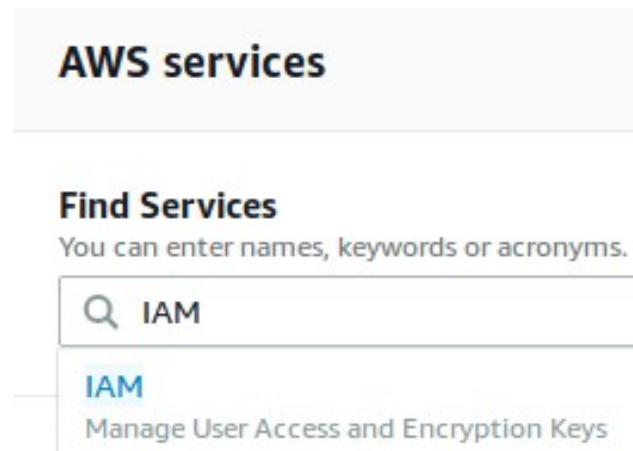 AWS services
Find Services
You can enter names, keywords or acronyms.
IAM
IAM
Manage User Access and Encryption Keys